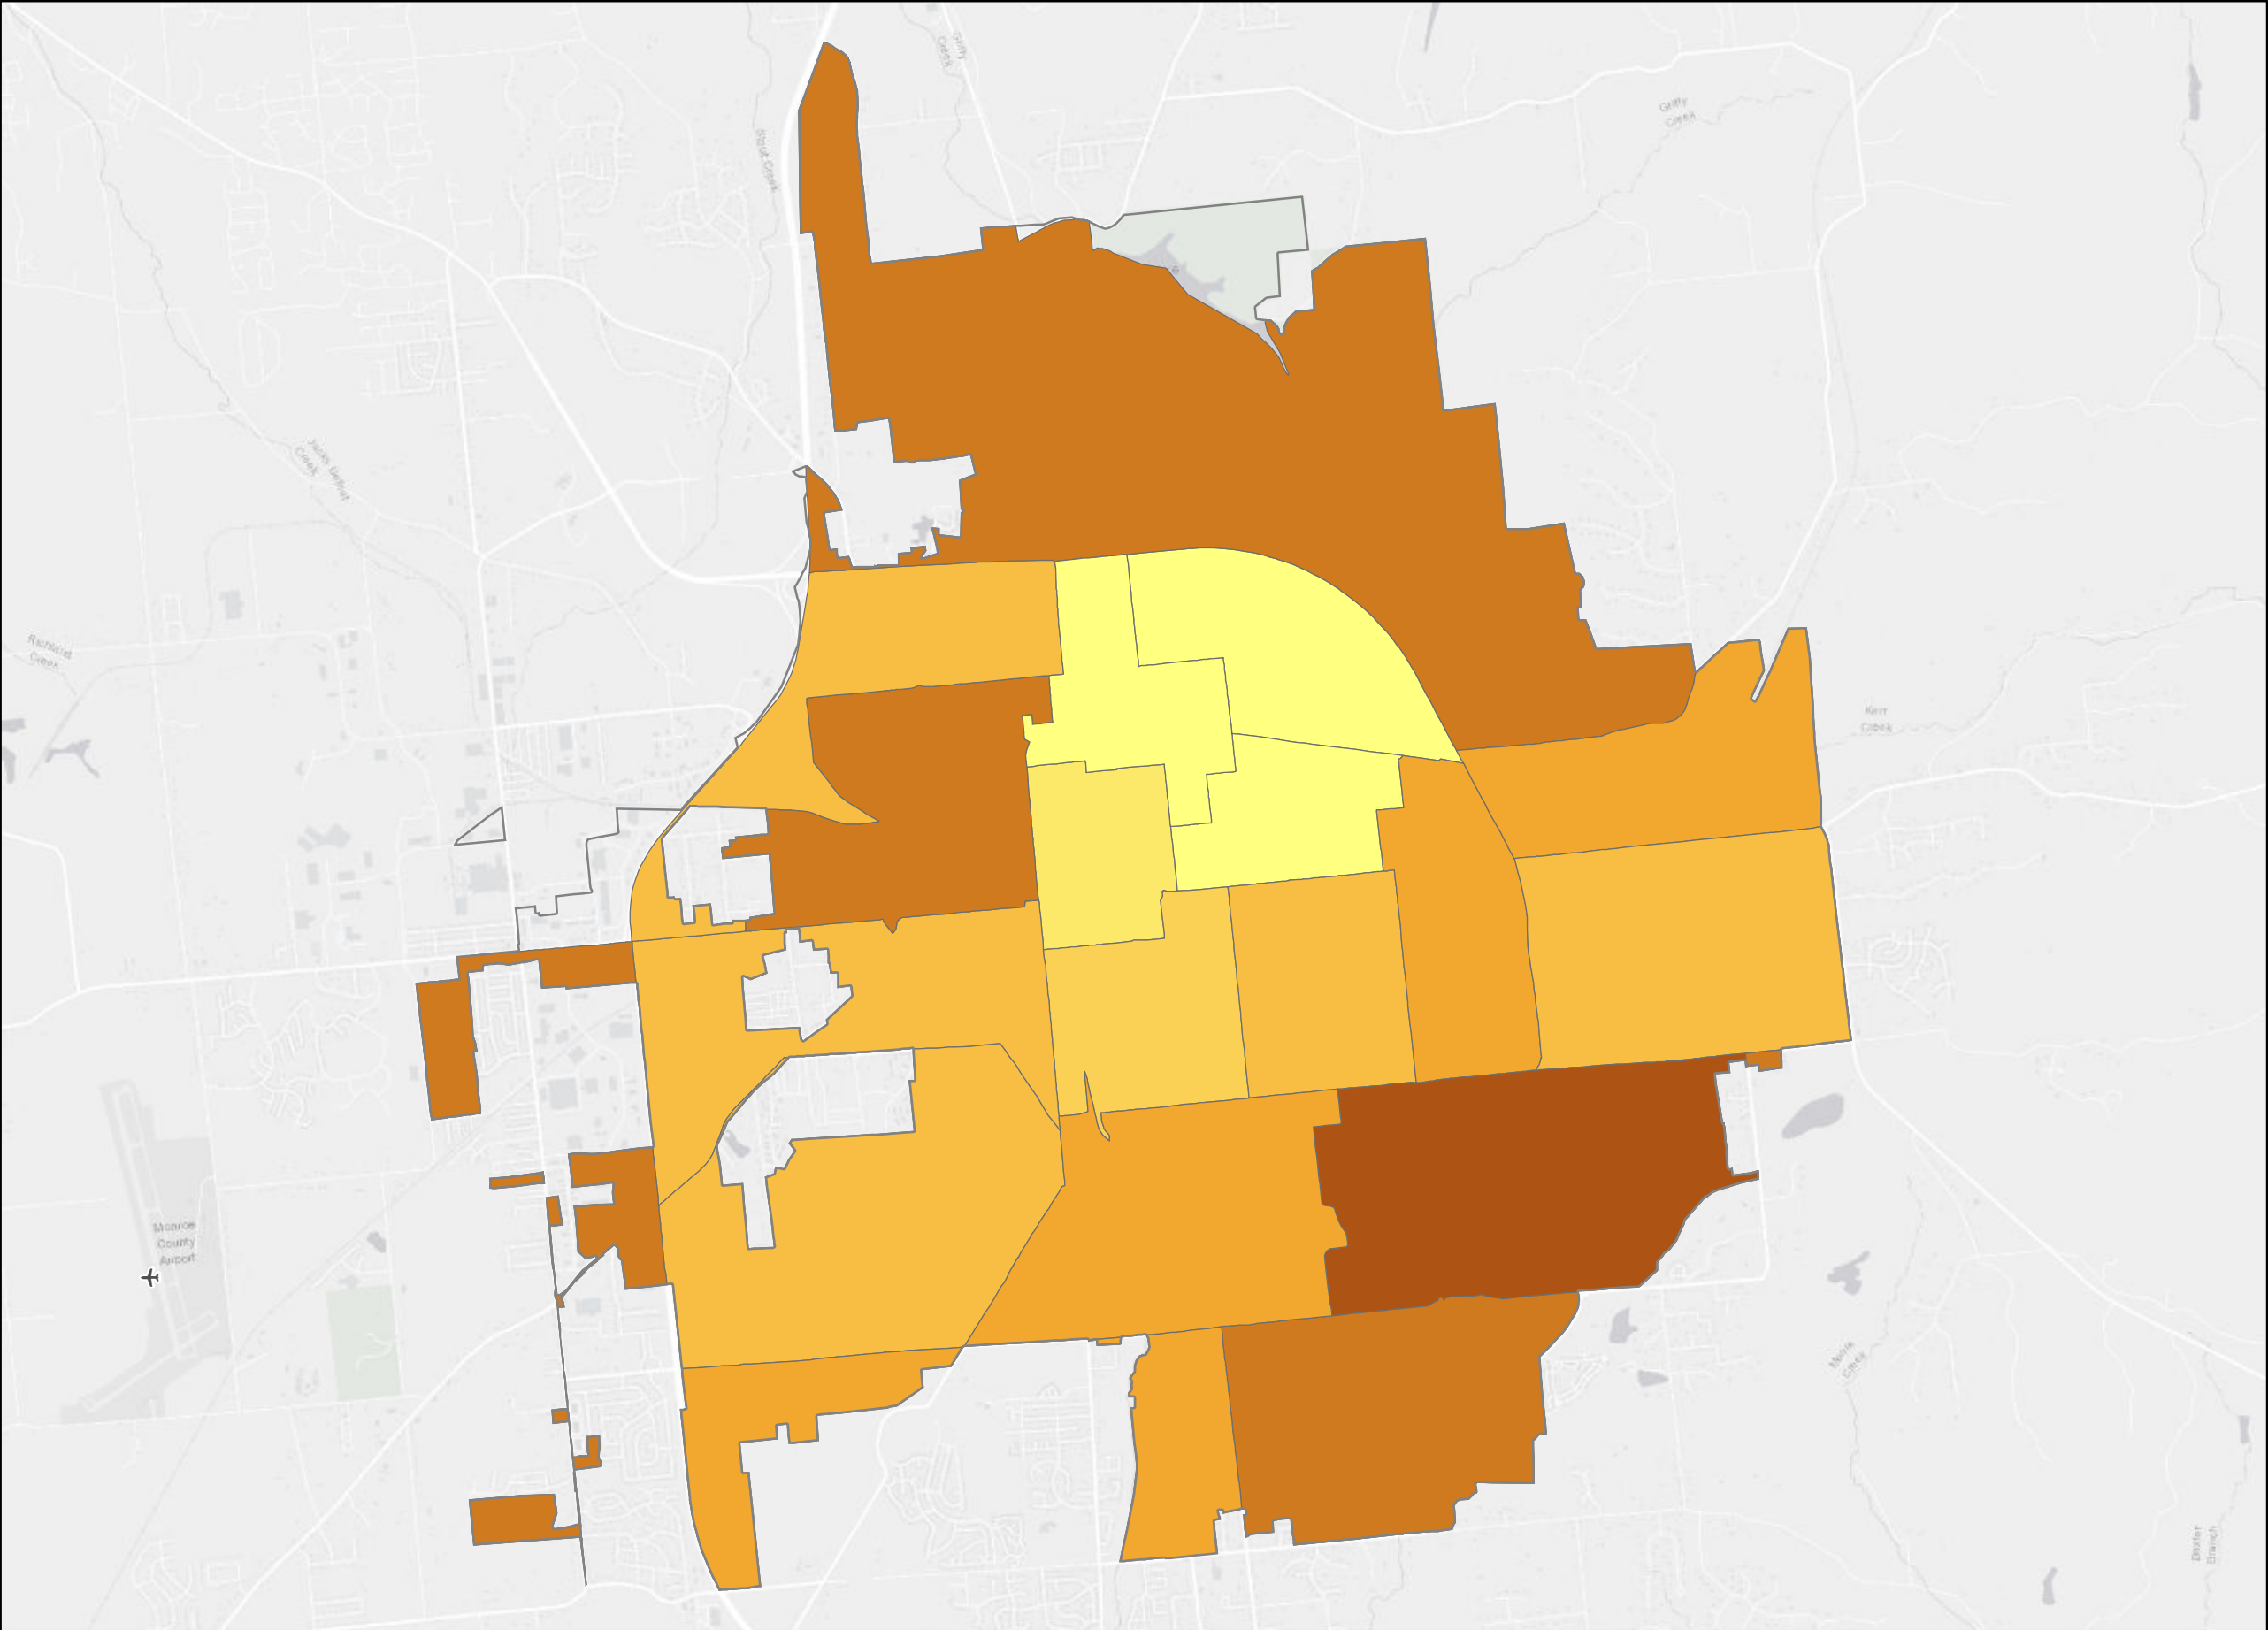 Griffy
Creek
Griffy
Creek
Stout Creek
Jacks Defeat
Creek
Richland
Creek
Kerr
Creek
Monroe
County
Airport
Moore
Creek
Dexter
Branch